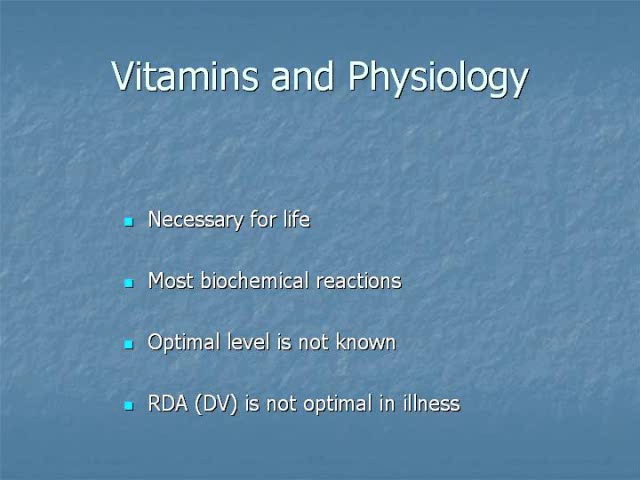 Vitamins and Physiology
Necessary for life
Most biochemical reactions
Optimal level is not known
RDA (DV) is not optimal in illness